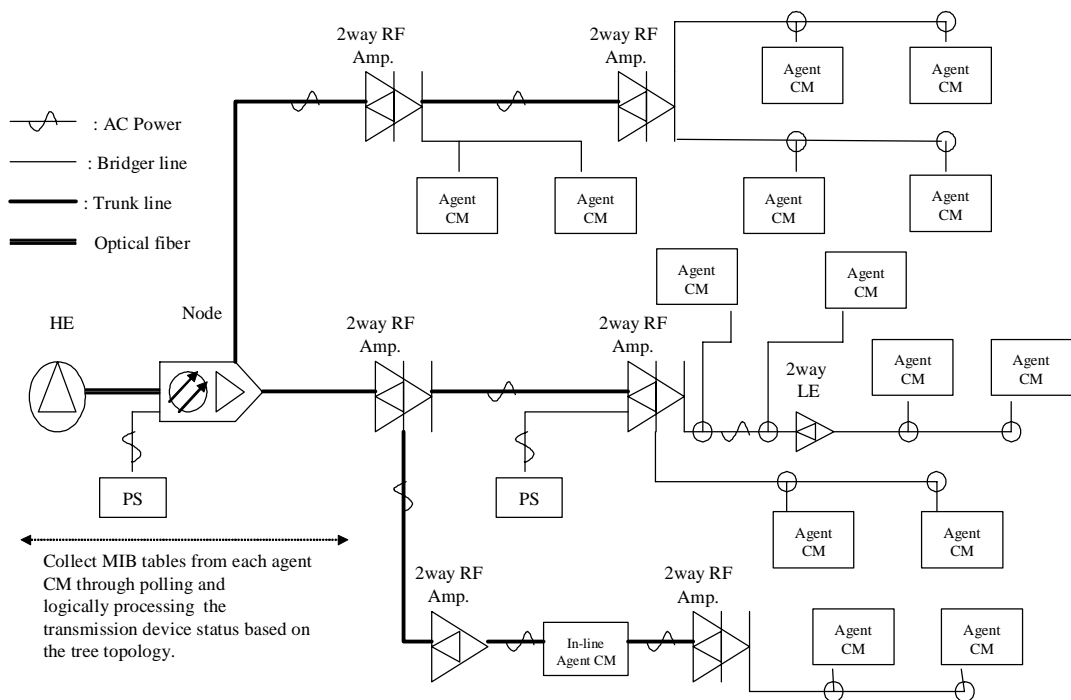 2way RF
Amp.
2way RF
Amp.
Agent
CM
Agent
CM
: AC Power
: Bridger line
: Trunk line
Optical fiber
Agent
CM
Agent
CM
Agent
CM
Agent
CM
Agent
CM
Agent
CM
HE
Node
2way RF
Amp.
2way RF
Amp.
2way
LE
Agent
CM
Agent
CM
PS
PS
Agent
CM
Agent
CM
Collect MIB tables from each agent
CM through polling and
logically processing the
transmission device status based on
the tree topology.
2way RF
Amp.
2way RF
Amp.
In-line
Agent CM
Agent
CM
Agent
CM